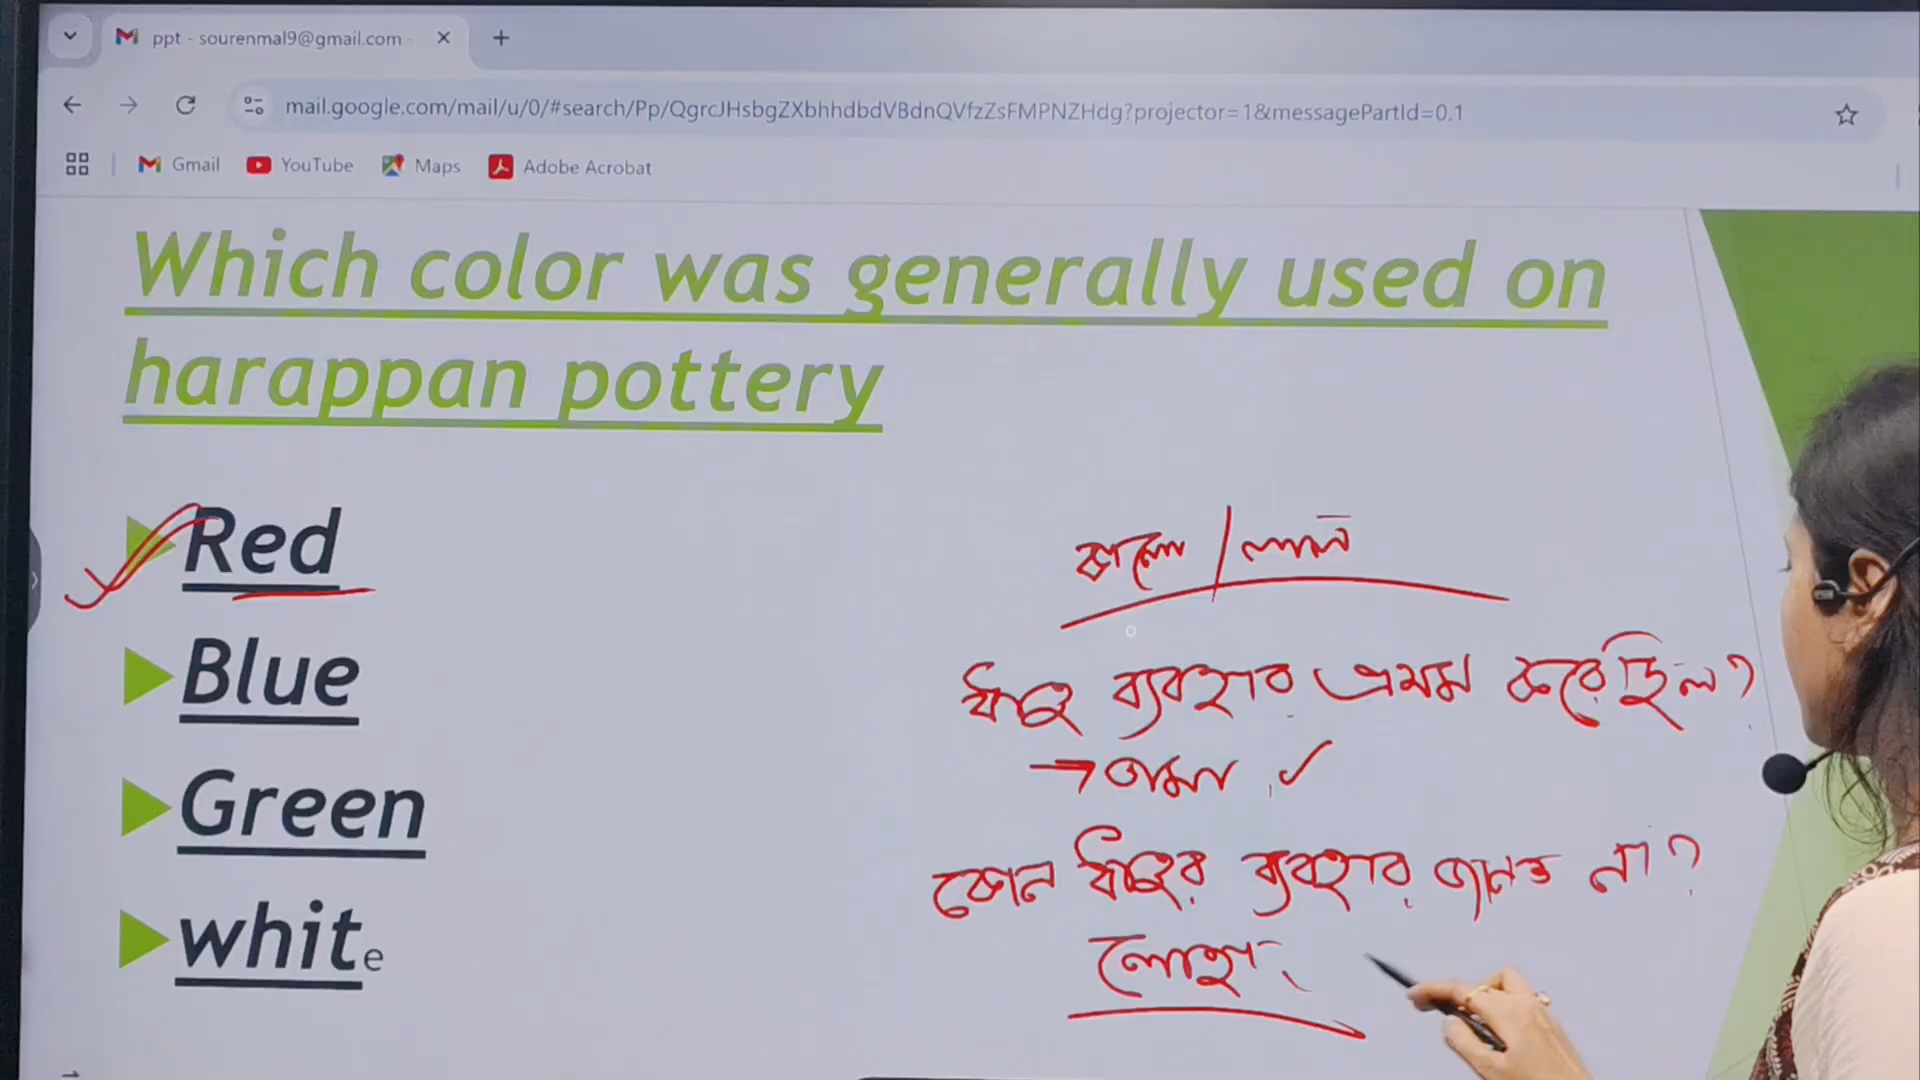 ppt - sourenmal9@gmail.com -
mail.google.com/mail/u/0/#search/Pp/QgrcJHsbgZXbhhdbdVBdnQVfzZsFMPNZHdg?projector=1&messagePartId=0.1
Gmail YouTube Maps Adobe Acrobat
Which color was generally used on
harappan pottery
Red
Blue
Green
white
কালো / লাল
ধাতু ব্যবহার প্রথম করেছিল?
→ তামা ✓
কোন ধাতুর ব্যবহার জানত না?
লোহা